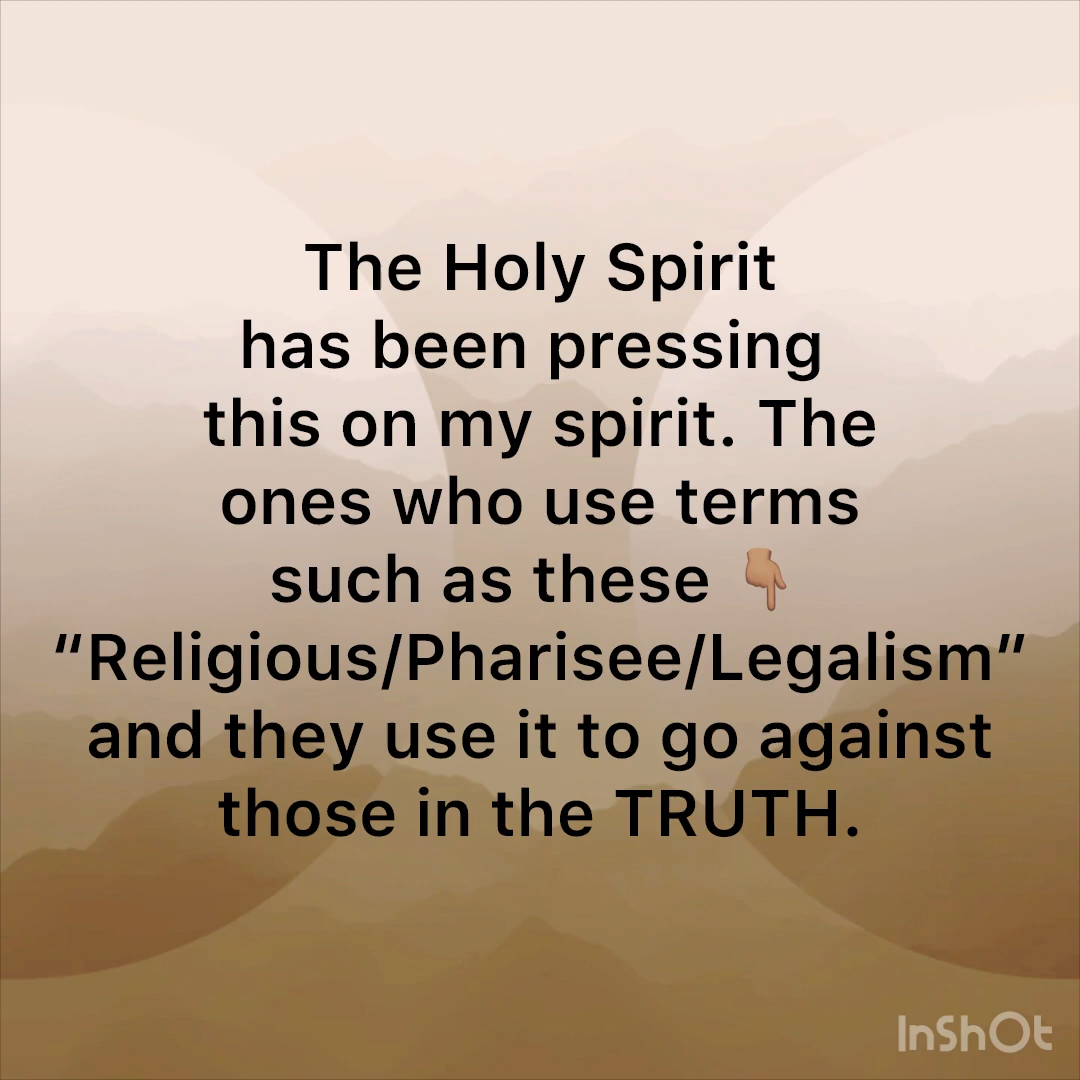 The Holy Spirit
has been pressing
this on my spirit. The
ones who use terms
such as these 👇🏽
“Religious/Pharisee/Legalism”
and they use it to go against
those in the TRUTH.
InShOt